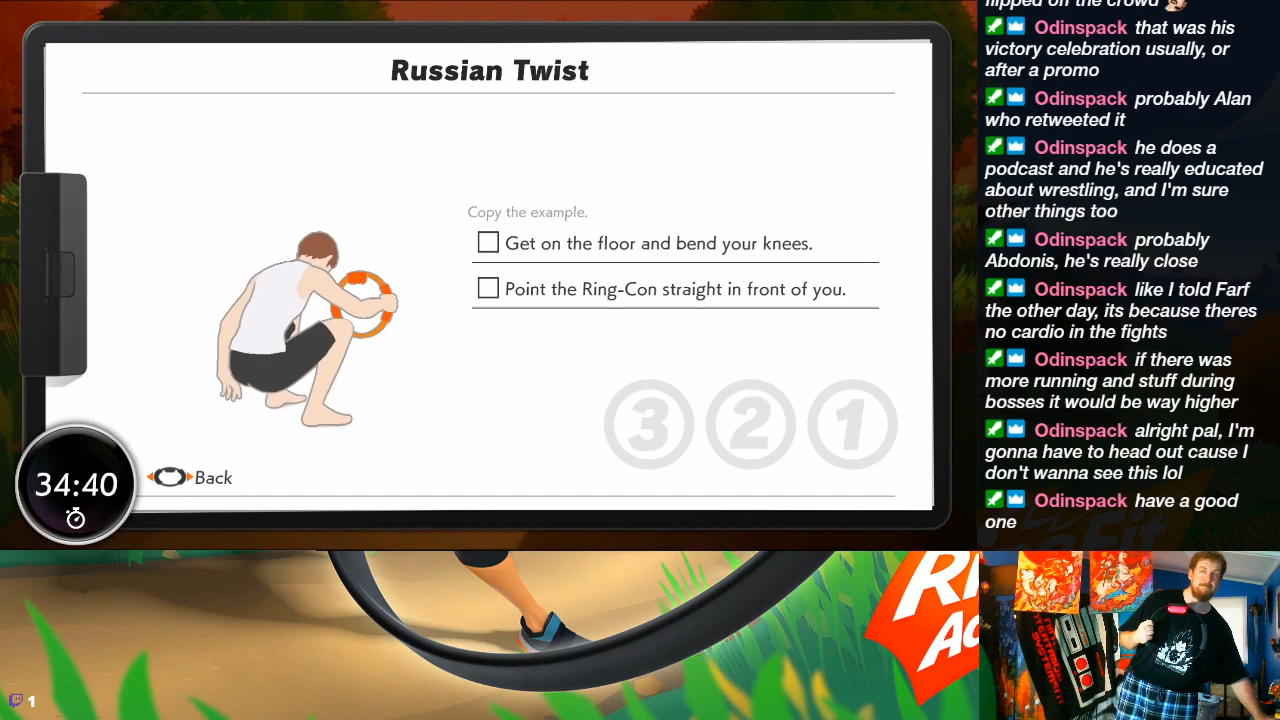 Russian Twist
Copy the example.
Get on the floor and bend your knees.
Point the Ring-Con straight in front of you.
3 2 1
Back
34:40
1
flipped off the crowd
Odinspack that was his
victory celebration usually, or
after a promo
Odinspack probably Alan
who retweeted it
Odinspack he does a
podcast and he's really educated
about wrestling, and I'm sure
other things too
Odinspack probably
Abdonis, he's really close
Odinspack like I told Farf
the other day, its because theres
no cardio in the fights
Odinspack if there was
more running and stuff during
bosses it would be way higher
Odinspack alright pal, I'm
gonna have to head out cause I
don't wanna see this lol
Odinspack have a good
one